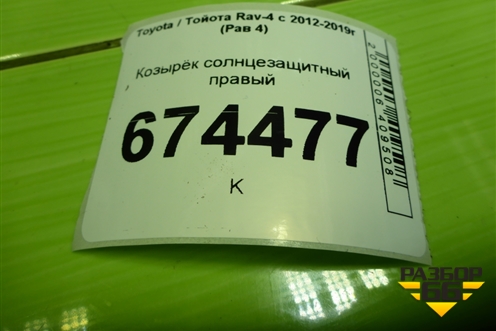 Toyota / Тойота Rav-4 с 2012-2019г
(Рав 4)
Козырёк солнцезащитный
правый
674477
К
2000006409508
РАЗБОР
66